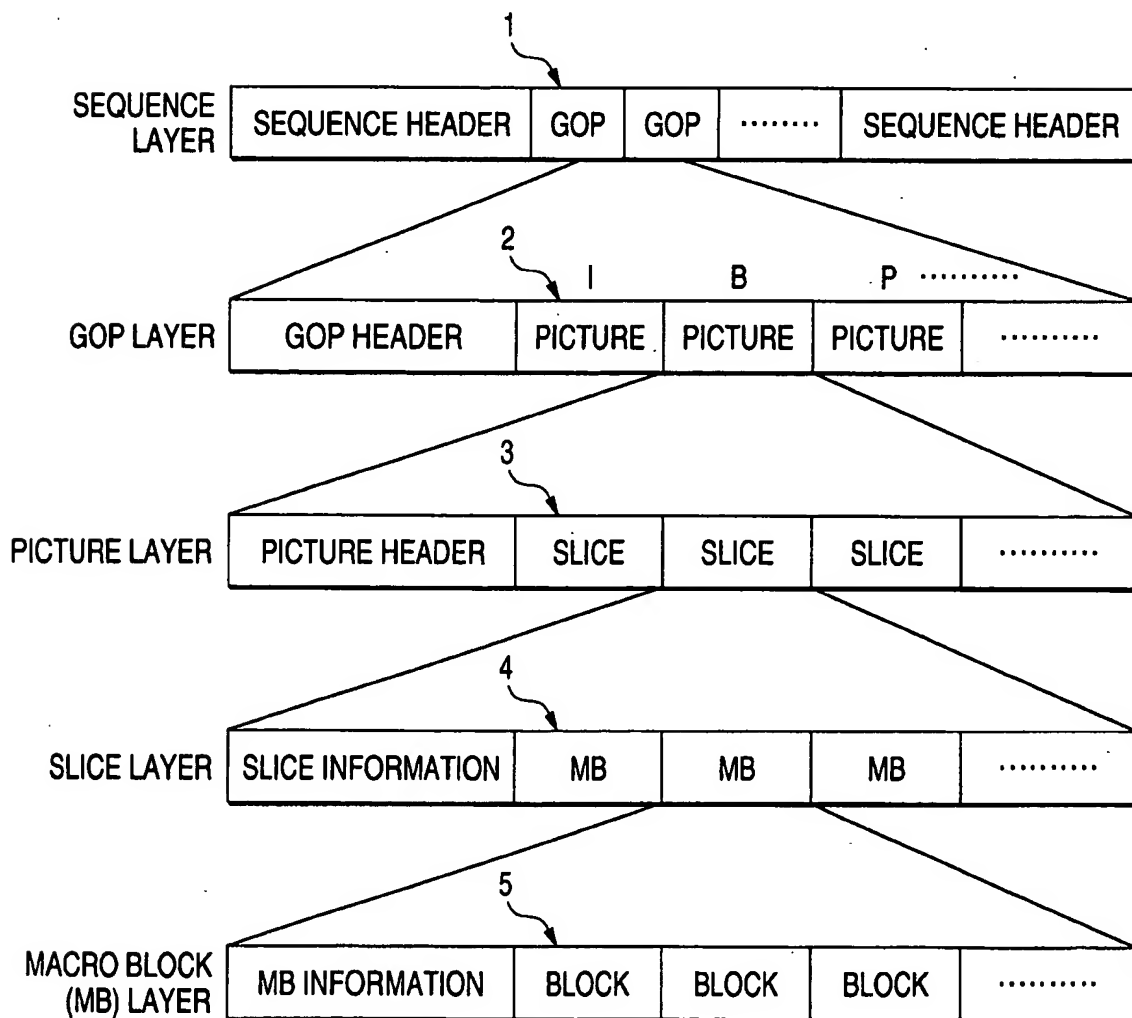 1
SEQUENCE LAYER
SEQUENCE HEADER GOP GOP ........ SEQUENCE HEADER
2
I B P ..........
GOP LAYER
GOP HEADER PICTURE PICTURE PICTURE ..........
3
PICTURE LAYER
PICTURE HEADER SLICE SLICE SLICE ..........
4
SLICE LAYER
SLICE INFORMATION MB MB MB ..........
5
MACRO BLOCK
(MB) LAYER
MB INFORMATION BLOCK BLOCK BLOCK ..........